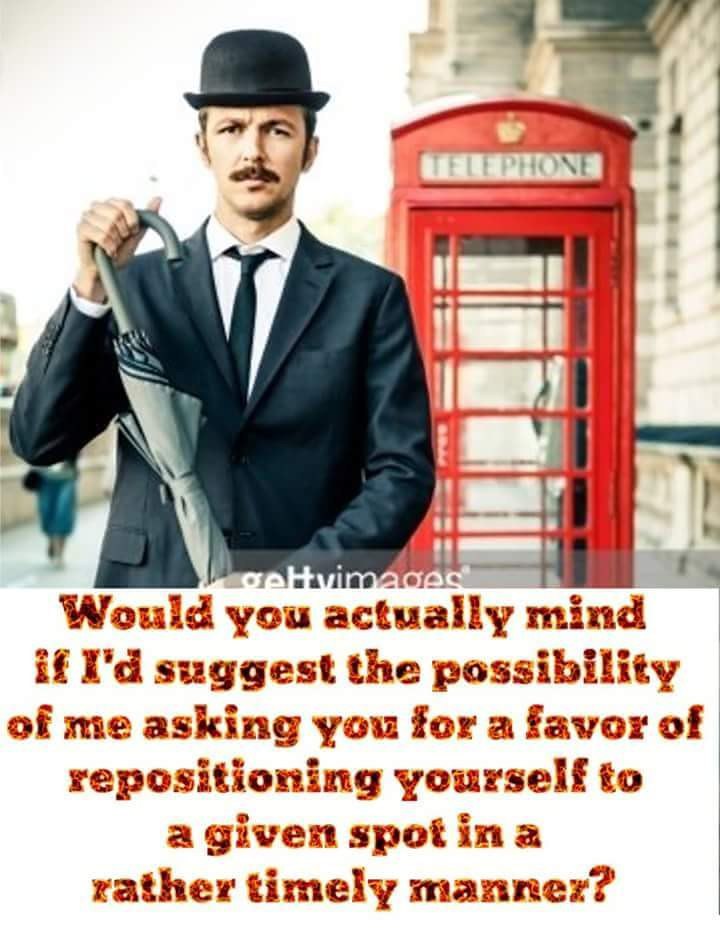 TELEPHONE
gettyimages®
Would you actually mind
if I'd suggest the possibility
of me asking you for a favor of
repositioning yourself to
a given spot in a
rather timely manner?